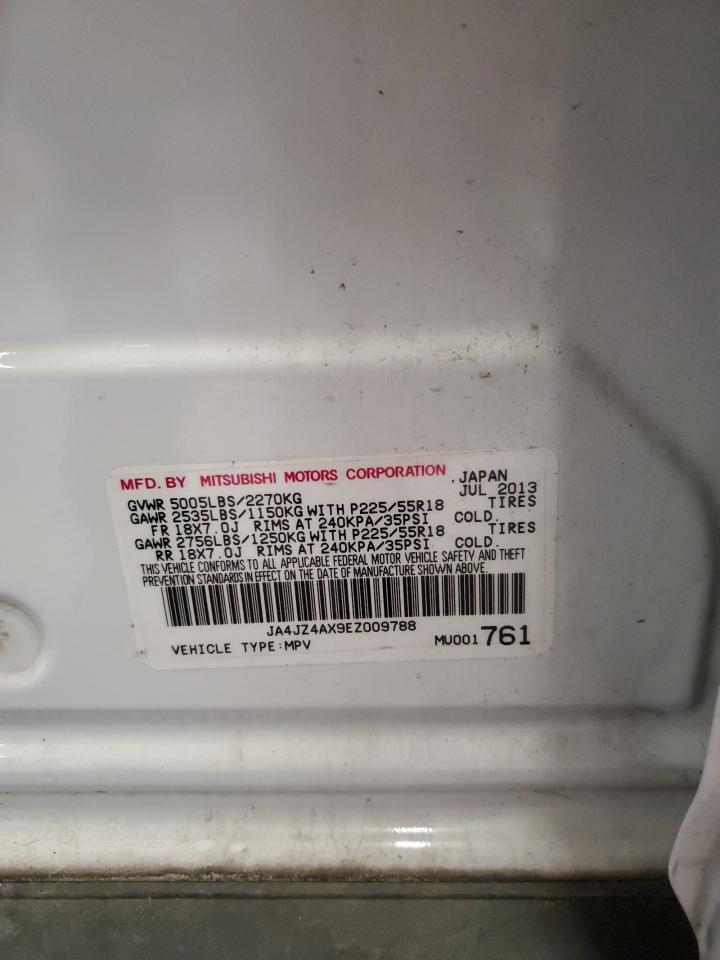 MFD. BY MITSUBISHI MOTORS CORPORATION, JAPAN
GVWR 5005LBS/2270KG JUL 2013
GAWR 2535LBS/1150KG WITH P225/55R18 TIRES
FR 18X7.0J RIMS AT 240KPA/35PSI COLD.
GAWR 2756LBS/1250KG WITH P225/55R18 TIRES
RR 18X7.0J RIMS AT 240KPA/35PSI COLD.
THIS VEHICLE CONFORMS TO ALL APPLICABLE FEDERAL MOTOR VEHICLE SAFETY AND THEFT
PREVENTION STANDARDS IN EFFECT ON THE DATE OF MANUFACTURE SHOWN ABOVE.
JA4JZ4AX9EZ009788
VEHICLE TYPE:MPV MU001761